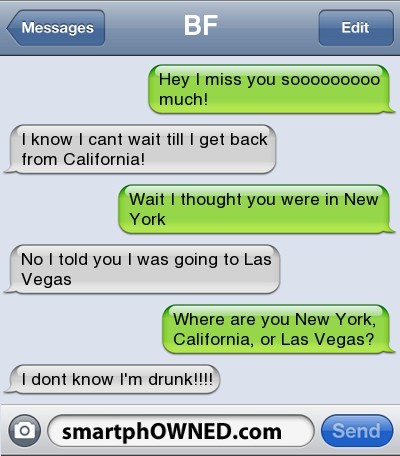 Messages
BF
Edit
Hey I miss you sooooooooo
much!
I know I cant wait till I get back
from California!
Wait I thought you were in New
York
No I told you I was going to Las
Vegas
Where are you New York,
California, or Las Vegas?
I dont know I'm drunk!!!!
smartphOWNED.com
Send